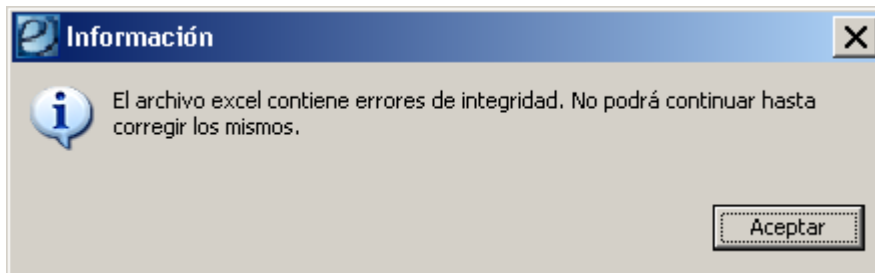 Información
El archivo excel contiene errores de integridad. No podrá continuar hasta
corregir los mismos.
Aceptar